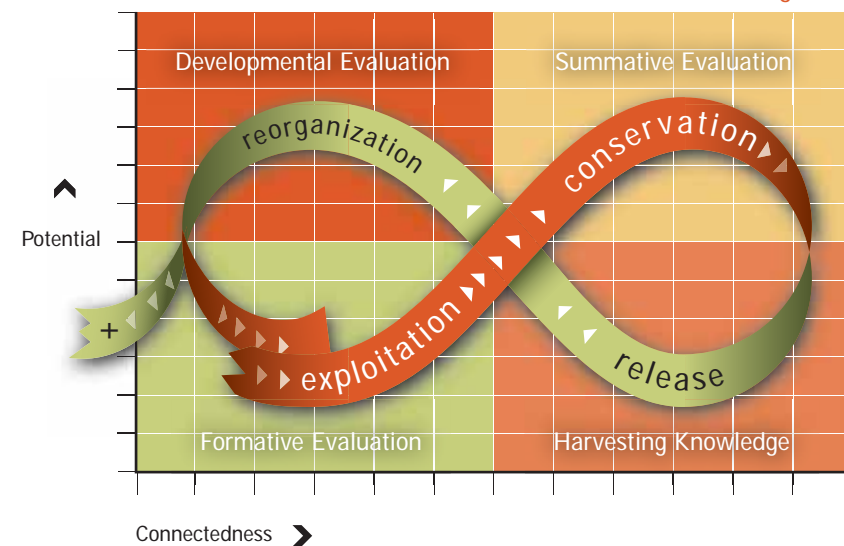 Developmental Evaluation
Summative Evaluation
reorganization
conservation
Potential
+
exploitation
release
Formative Evaluation
Harvesting Knowledge
Connectedness